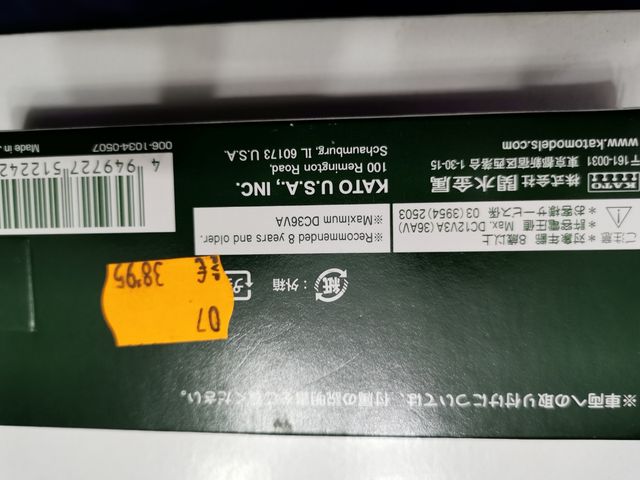 ※車両への取り付けについては、付属の説明書をご覧ください。
07
€
38'95
紙
:外箱
⚠ ご注意
＊対象年齢 8歳以上
＊許容電圧値 Max. DC12V3A (36AV)
＊お客様サービス係 03 (3954) 2503
※Recommended 8 years and older.
※Maximum DC36VA
KATO 株式会社 関水金属
〒161-0031 東京都新宿区西落合 1-30-15
www.katomodels.com
KATO U.S.A., INC.
100 Remington Road,
Schaumburg, IL 60173 U.S.A.
4 949727 512242
006-1034-0507
Made in